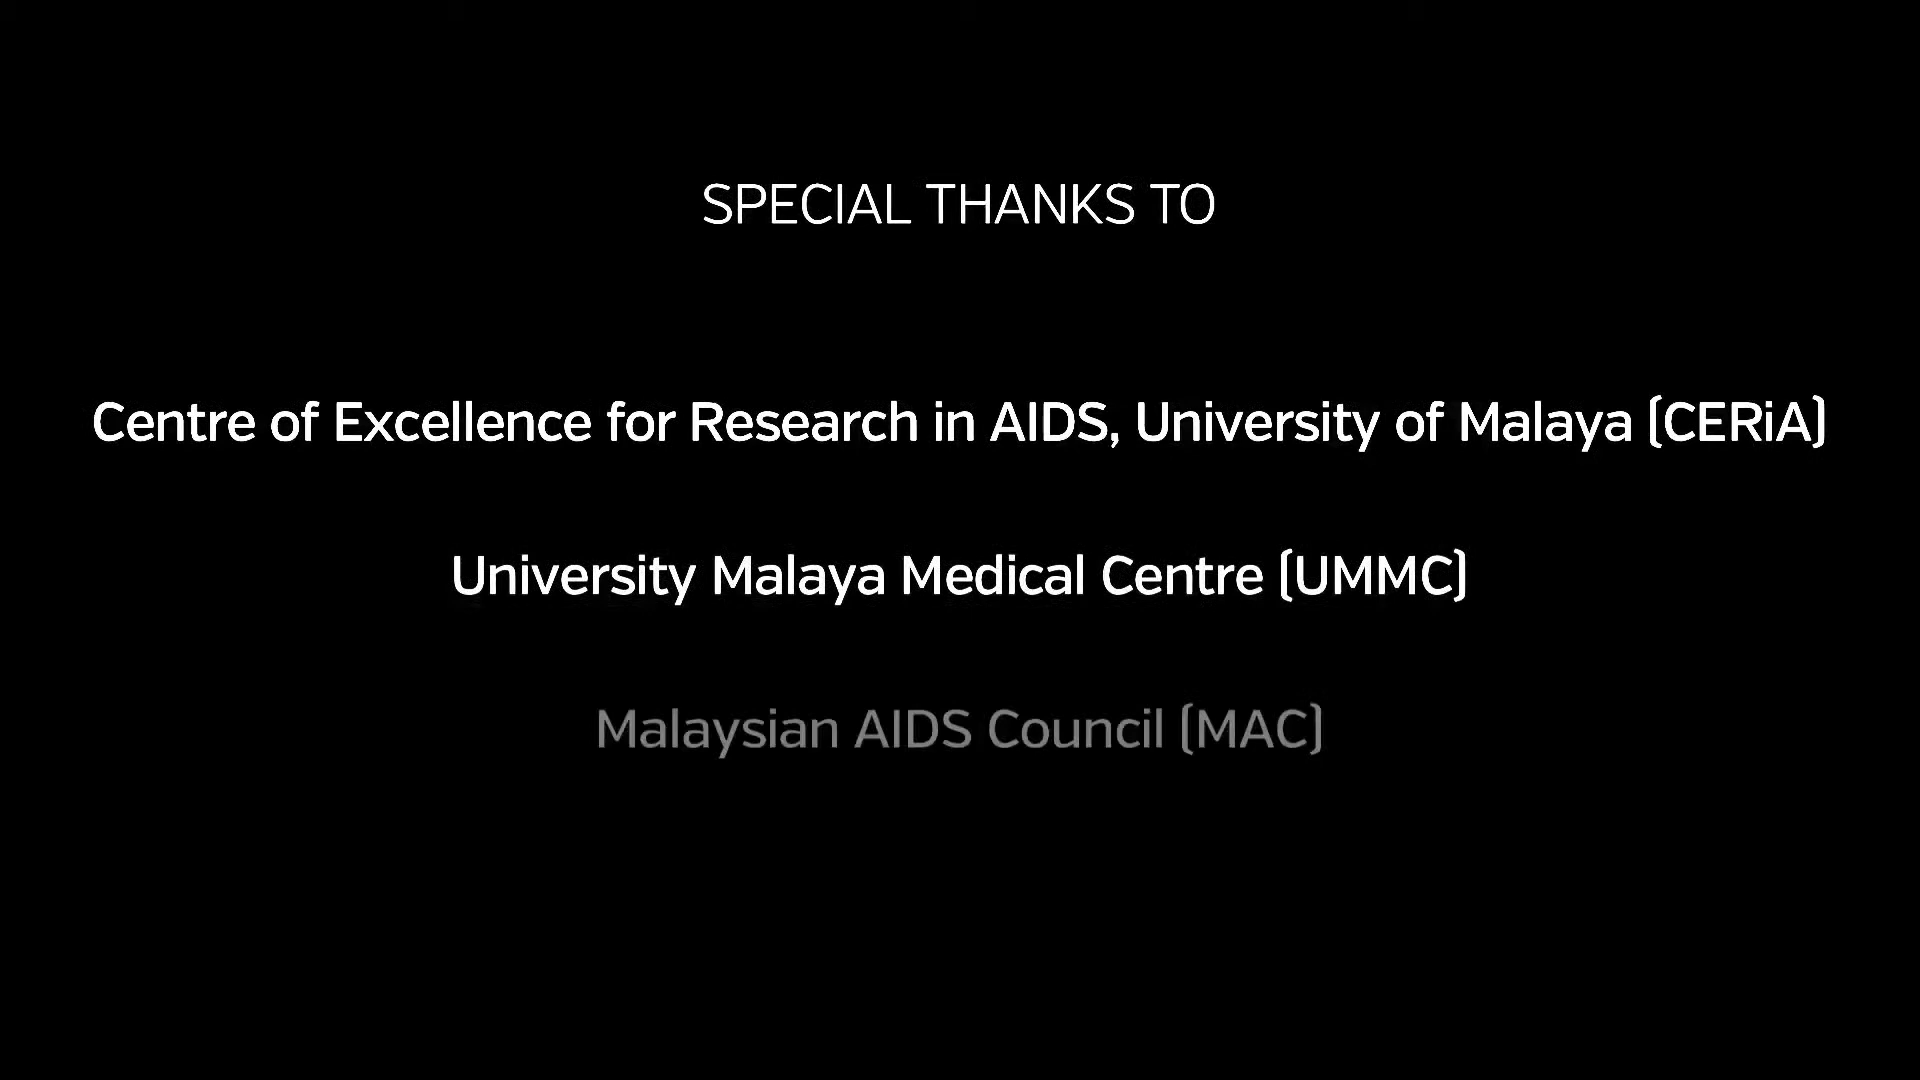 SPECIAL THANKS TO
Centre of Excellence for Research in AIDS, University of Malaya (CERiA)
University Malaya Medical Centre (UMMC)
Malaysian AIDS Council (MAC)